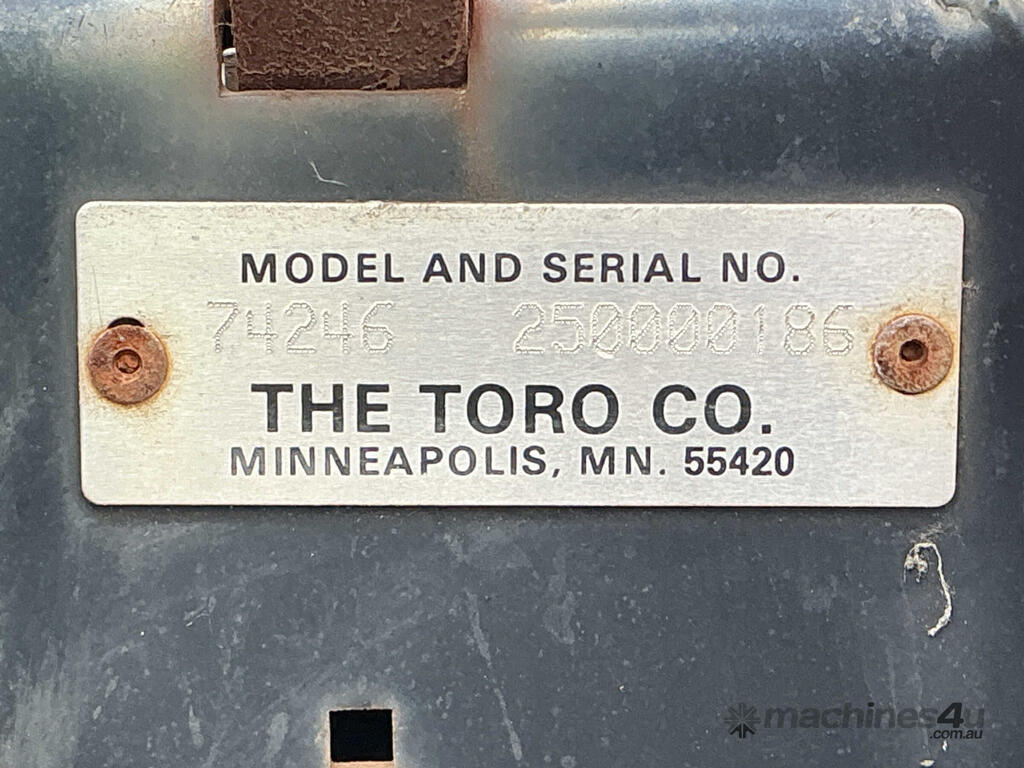 MODEL AND SERIAL NO.
74246 250000186
THE TORO CO.
MINNEAPOLIS, MN. 55420
machines4u
.com.au